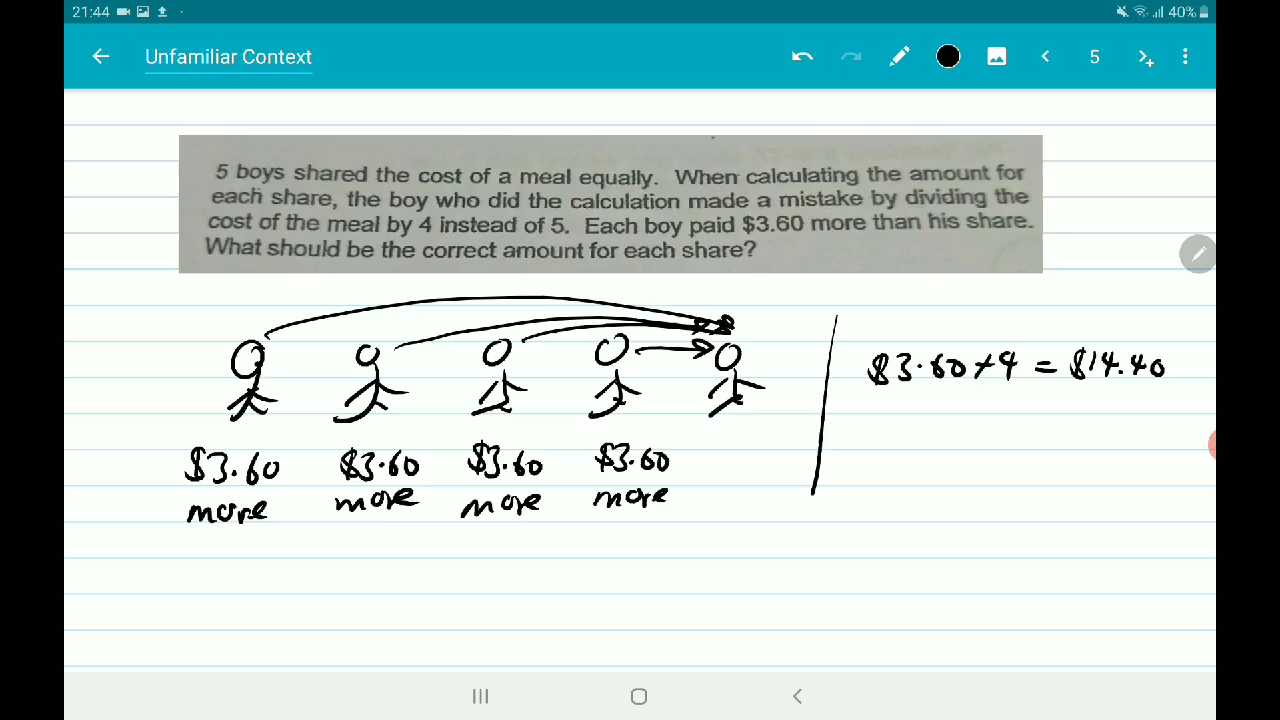 21:44
40%
Unfamiliar Context
5
5 boys shared the cost of a meal equally. When calculating the amount for
each share, the boy who did the calculation made a mistake by dividing the
cost of the meal by 4 instead of 5. Each boy paid $3.60 more than his share.
What should be the correct amount for each share?
$3.60×4 = $14.40
$3.60 $3.60 $3.60 $3.60
more more more more